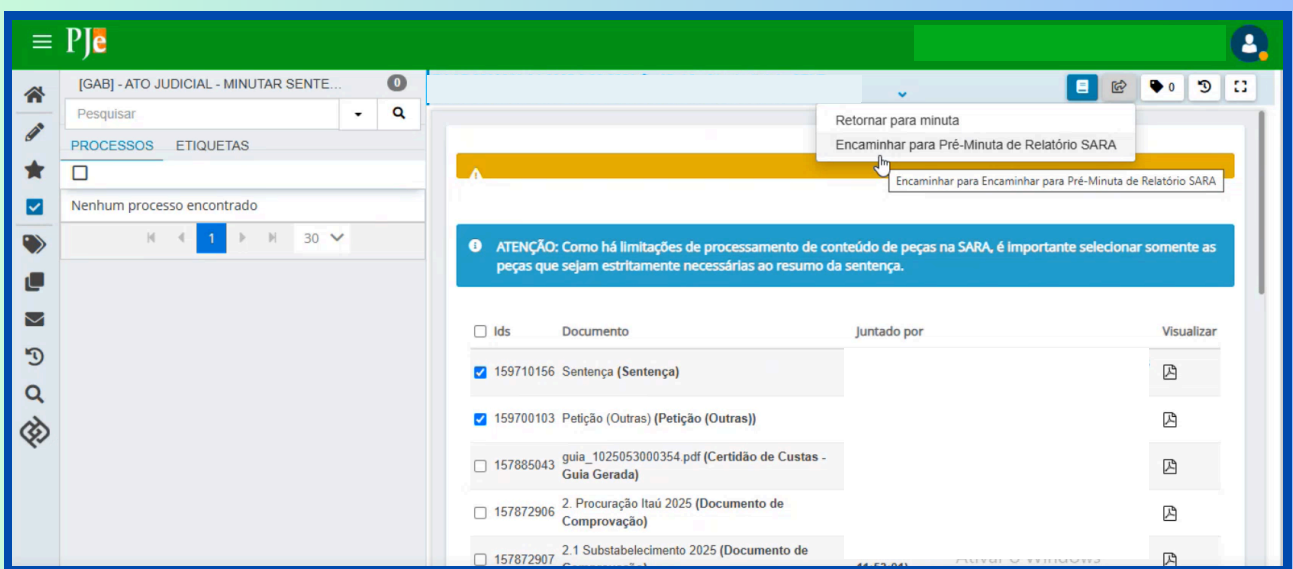 PJe
[GAB] - ATO JUDICIAL - MINUTAR SENTE...
0
Pesquisar
PROCESSOS ETIQUETAS
Nenhum processo encontrado
1
30
0
Retornar para minuta
Encaminhar para Pré-Minuta de Relatório SARA
Encaminhar para Encaminhar para Pré-Minuta de Relatório SARA
ATENÇÃO: Como há limitações de processamento de conteúdo de peças na SARA, é importante selecionar somente as
peças que sejam estritamente necessárias ao resumo da sentença.
Ids Documento Juntado por Visualizar
159710156 Sentença (Sentença)
159700103 Petição (Outras) (Petição (Outras))
157885043 guia_1025053000354.pdf (Certidão de Custas -
Guia Gerada)
157872906 2. Procuração Itaú 2025 (Documento de
Comprovação)
157872907 2.1 Substabelecimento 2025 (Documento de